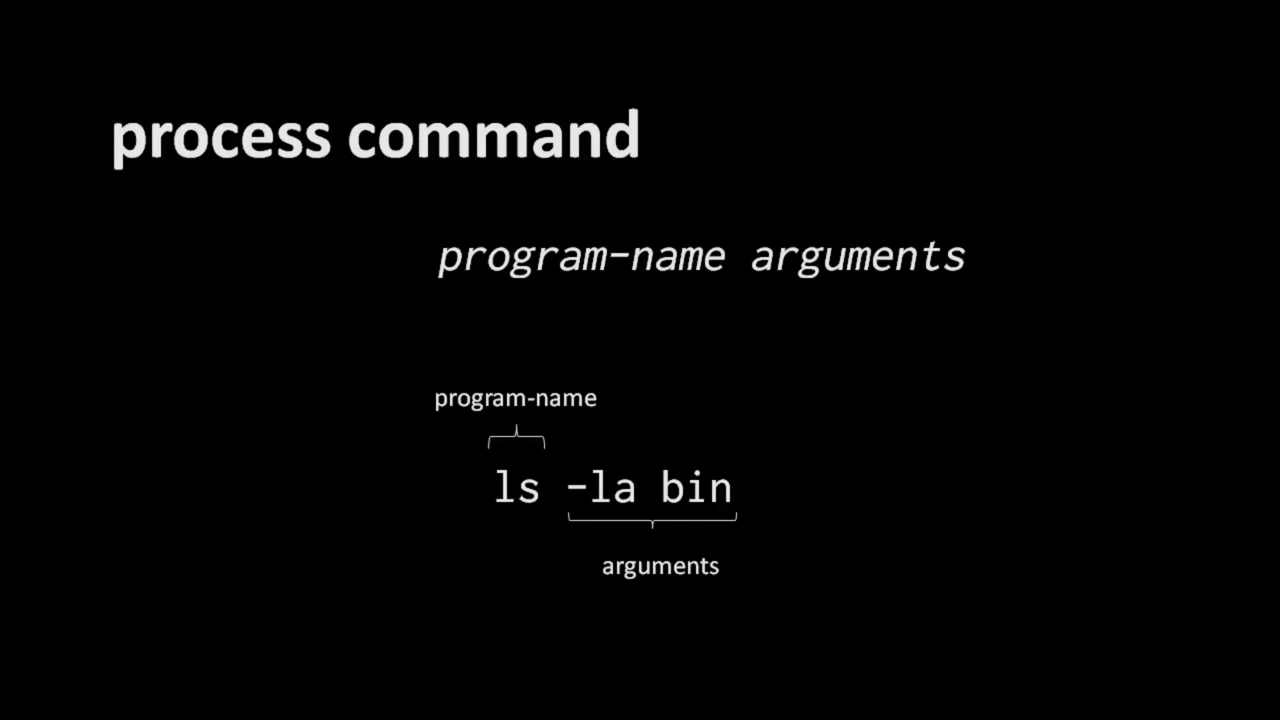 process command
program-name arguments
program-name
ls -la bin
arguments